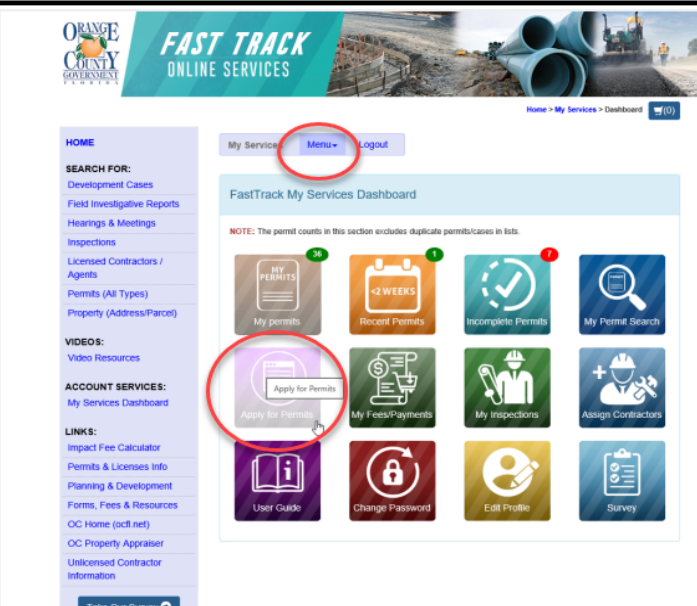 ORANGE
COUNTY
GOVERNMENT
FLORIDA
FAST TRACK
ONLINE SERVICES
Home > My Services > Dashboard (0)
HOME
SEARCH FOR:
Development Cases
Field Investigative Reports
Hearings & Meetings
Inspections
Licensed Contractors /
Agents
Permits (All Types)
Property (Address/Parcel)
VIDEOS:
Video Resources
ACCOUNT SERVICES:
My Services Dashboard
LINKS:
Impact Fee Calculator
Permits & Licenses Info
Planning & Development
Forms, Fees & Resources
OC Home (ocfl.net)
OC Property Appraiser
Unlicensed Contractor
Information
Take Our Survey
My Services Menu Logout
FastTrack My Services Dashboard
NOTE: The permit counts in this section excludes duplicate permits/cases in lists.
36
MY
PERMITS
My permits
1
<2 WEEKS
Recent Permits
7
Incomplete Permits
PERMIT
My Permit Search
Apply for Permits
Apply for Permits
My Fees/Payments
My Inspections
Assign Contractors
User Guide
Change Password
Edit Profile
Survey